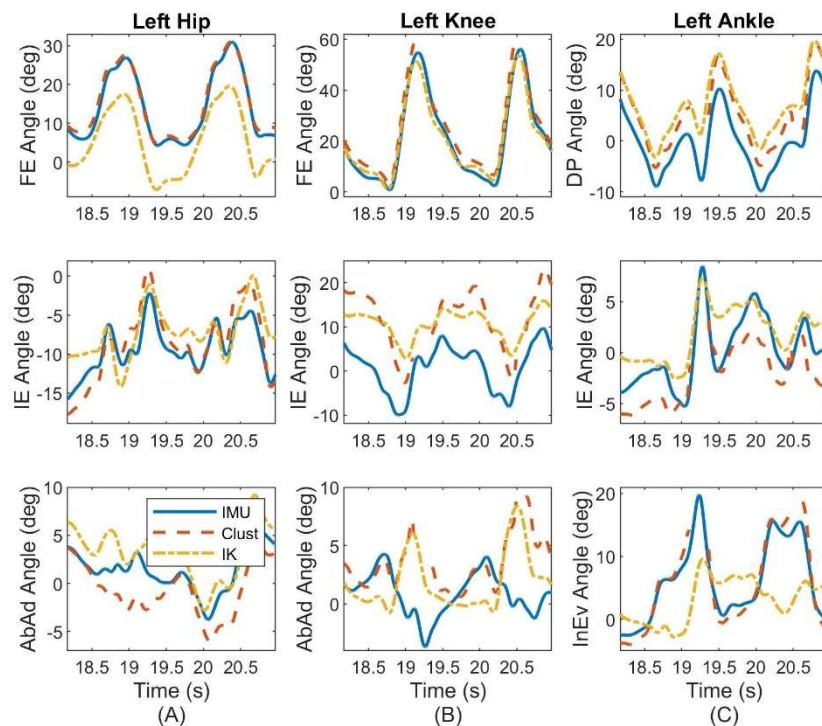 Left Hip Left Knee Left Ankle
FE Angle (deg)
30
20
10
0
18.5 19 19.5 20 20.5
FE Angle (deg)
60
40
20
0
18.5 19 19.5 20 20.5
DP Angle (deg)
20
10
0
-10
18.5 19 19.5 20 20.5
IE Angle (deg)
0
-5
-10
-15
18.5 19 19.5 20 20.5
IE Angle (deg)
20
10
0
-10
18.5 19 19.5 20 20.5
IE Angle (deg)
5
0
-5
18.5 19 19.5 20 20.5
AbAd Angle (deg)
10
5
0
-5
IMU
Clust
IK
18.5 19 19.5 20 20.5
Time (s)
(A)
AbAd Angle (deg)
10
5
0
18.5 19 19.5 20 20.5
Time (s)
(B)
InEv Angle (deg)
20
10
0
18.5 19 19.5 20 20.5
Time (s)
(C)